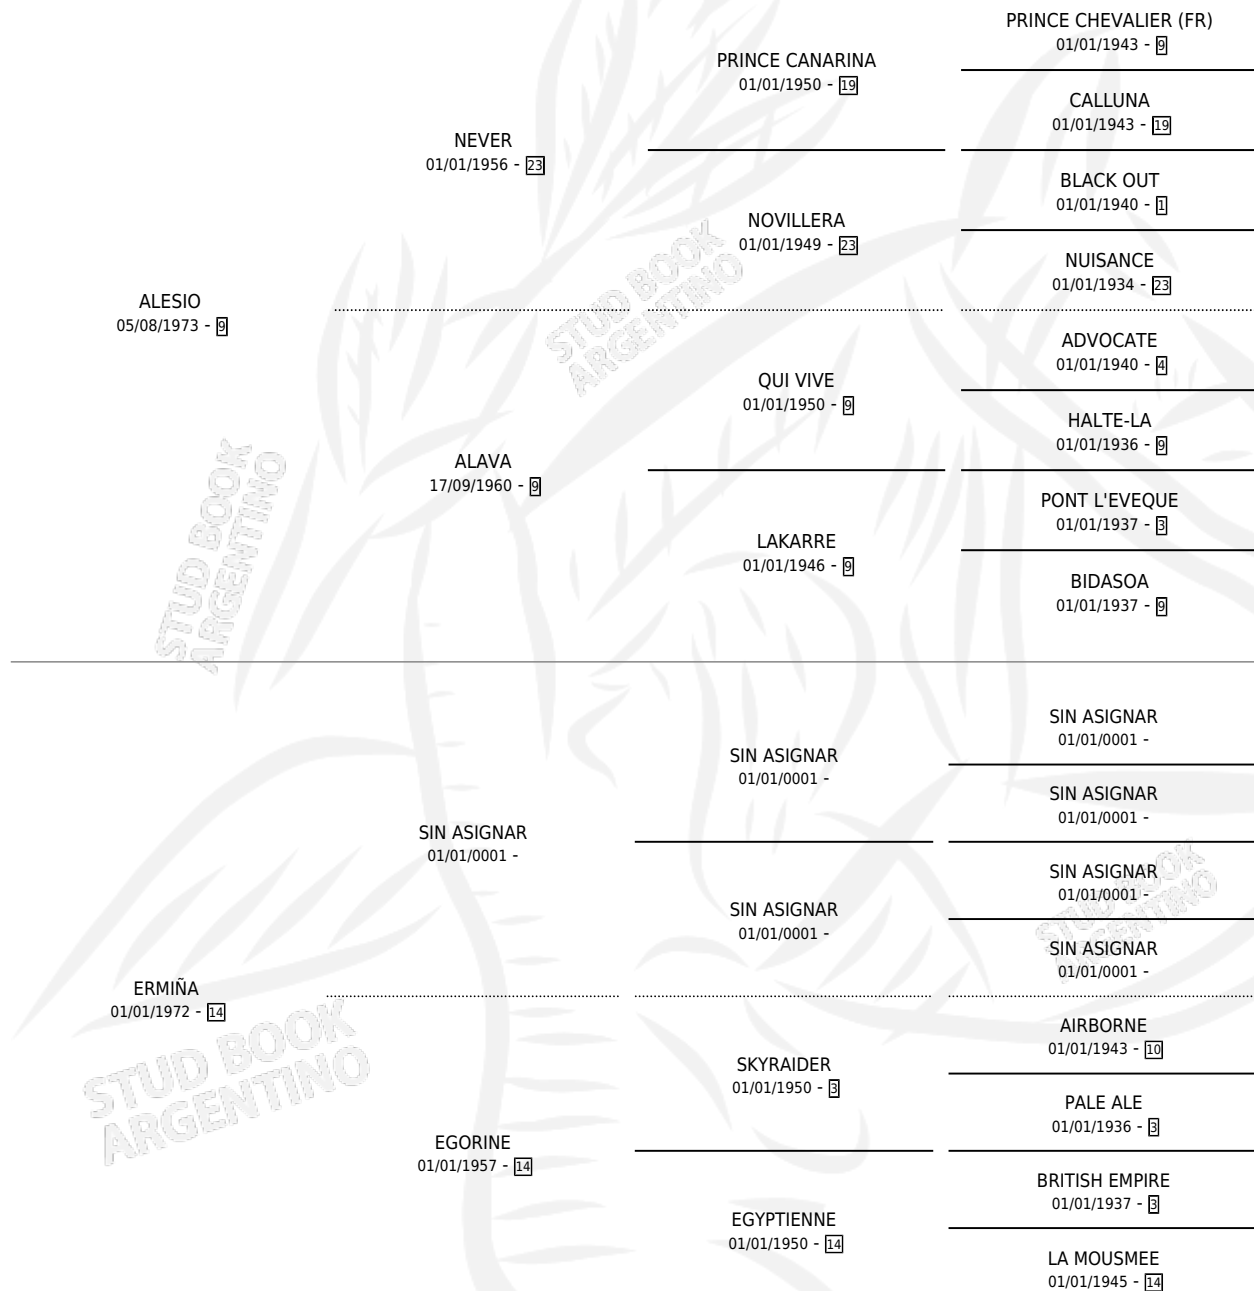 PRINCE CHEVALIER (FR)
01/01/1943 - 9
PRINCE CANARINA
01/01/1950 - 19
CALLUNA
01/01/1943 - 19
NEVER
01/01/1956 - 23
BLACK OUT
01/01/1940 - 1
NOVILLERA
01/01/1949 - 23
NUISANCE
01/01/1934 - 23
ALESIO
05/08/1973 - 9
STUD BOOK
ARGENTINO
ADVOCATE
01/01/1940 - 4
QUI VIVE
01/01/1950 - 9
HALTE-LA
01/01/1936 - 9
ALAVA
17/09/1960 - 9
PONT L'EVEQUE
01/01/1937 - 3
LAKARRE
01/01/1946 - 9
BIDASOA
01/01/1937 - 9
STUD BOOK
ARGENTINO
SIN ASIGNAR
01/01/0001 -
SIN ASIGNAR
01/01/0001 -
SIN ASIGNAR
01/01/0001 -
SIN ASIGNAR
01/01/0001 -
SIN ASIGNAR
01/01/0001 -
SIN ASIGNAR
01/01/0001 -
SIN ASIGNAR
01/01/0001 -
STUD BOOK
ARGENTINO
ERMIÑA
01/01/1972 - 14
STUD BOOK
ARGENTINO
AIRBORNE
01/01/1943 - 10
SKYRAIDER
01/01/1950 - 3
PALE ALE
01/01/1936 - 3
EGORINE
01/01/1957 - 14
BRITISH EMPIRE
01/01/1937 - 3
EGYPTIENNE
01/01/1950 - 14
LA MOUSMEE
01/01/1945 - 14